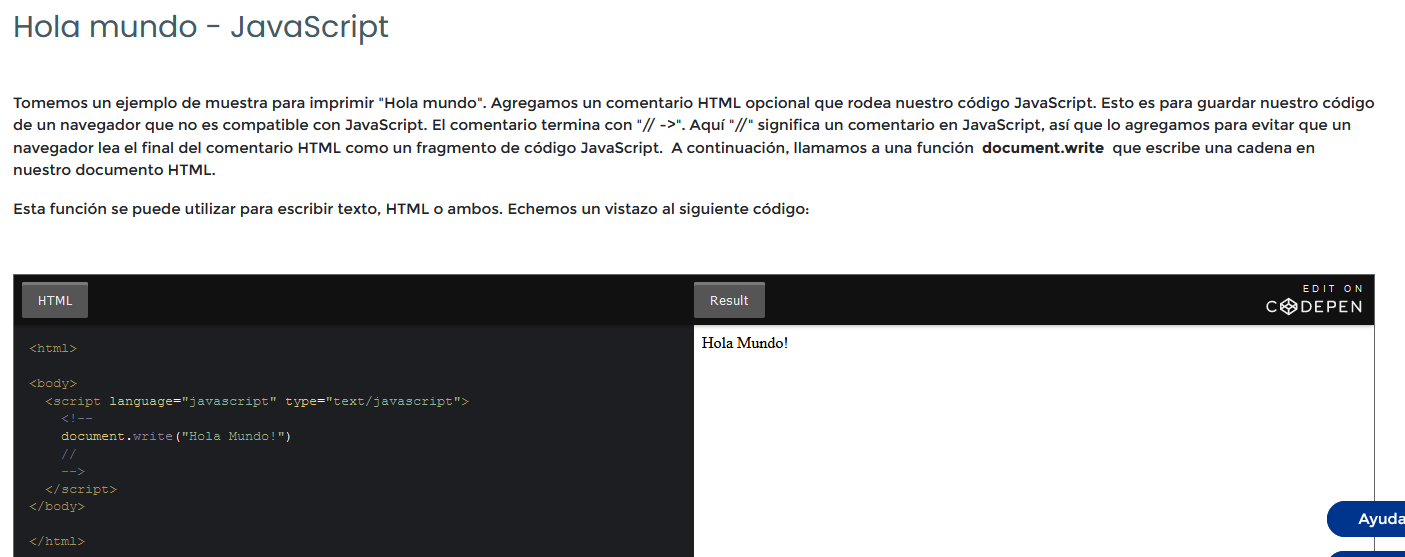 Hola mundo - JavaScript
Tomemos un ejemplo de muestra para imprimir "Hola mundo". Agregamos un comentario HTML opcional que rodea nuestro código JavaScript. Esto es para guardar nuestro código
de un navegador que no es compatible con JavaScript. El comentario termina con "// ->". Aquí "//" significa un comentario en JavaScript, así que lo agregamos para evitar que un
navegador lea el final del comentario HTML como un fragmento de código JavaScript.  A continuación, llamamos a una función  document.write  que escribe una cadena en
nuestro documento HTML.
Esta función se puede utilizar para escribir texto, HTML o ambos. Echemos un vistazo al siguiente código:
HTML
Result
EDIT ON
CODEPEN
<html>
<body>
<script language="javascript" type="text/javascript">
<!--
document.write("Hola Mundo!")
//
-->
</script>
</body>
</html>
Hola Mundo!
Ayuda